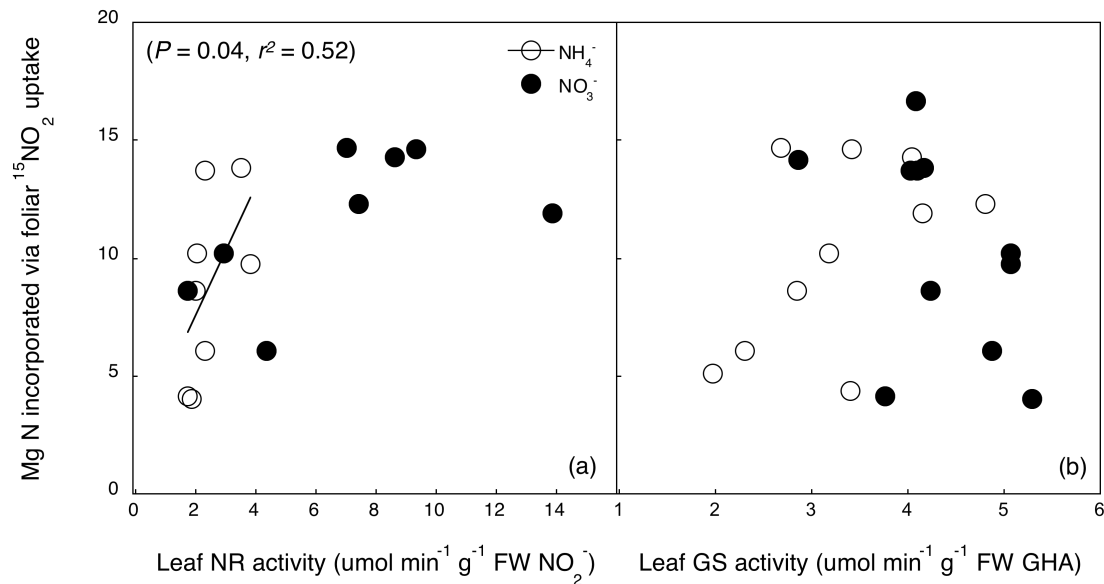 Mg N incorporated via foliar ¹⁵NO₂ uptake
20
15
10
5
0
(P = 0.04, r² = 0.52)
NH₄⁻
NO₃⁻
(a)
(b)
0 2 4 6 8 10 12 14
1 2 3 4 5 6
Leaf NR activity (umol min⁻¹ g⁻¹ FW NO₂⁻)
Leaf GS activity (umol min⁻¹ g⁻¹ FW GHA)